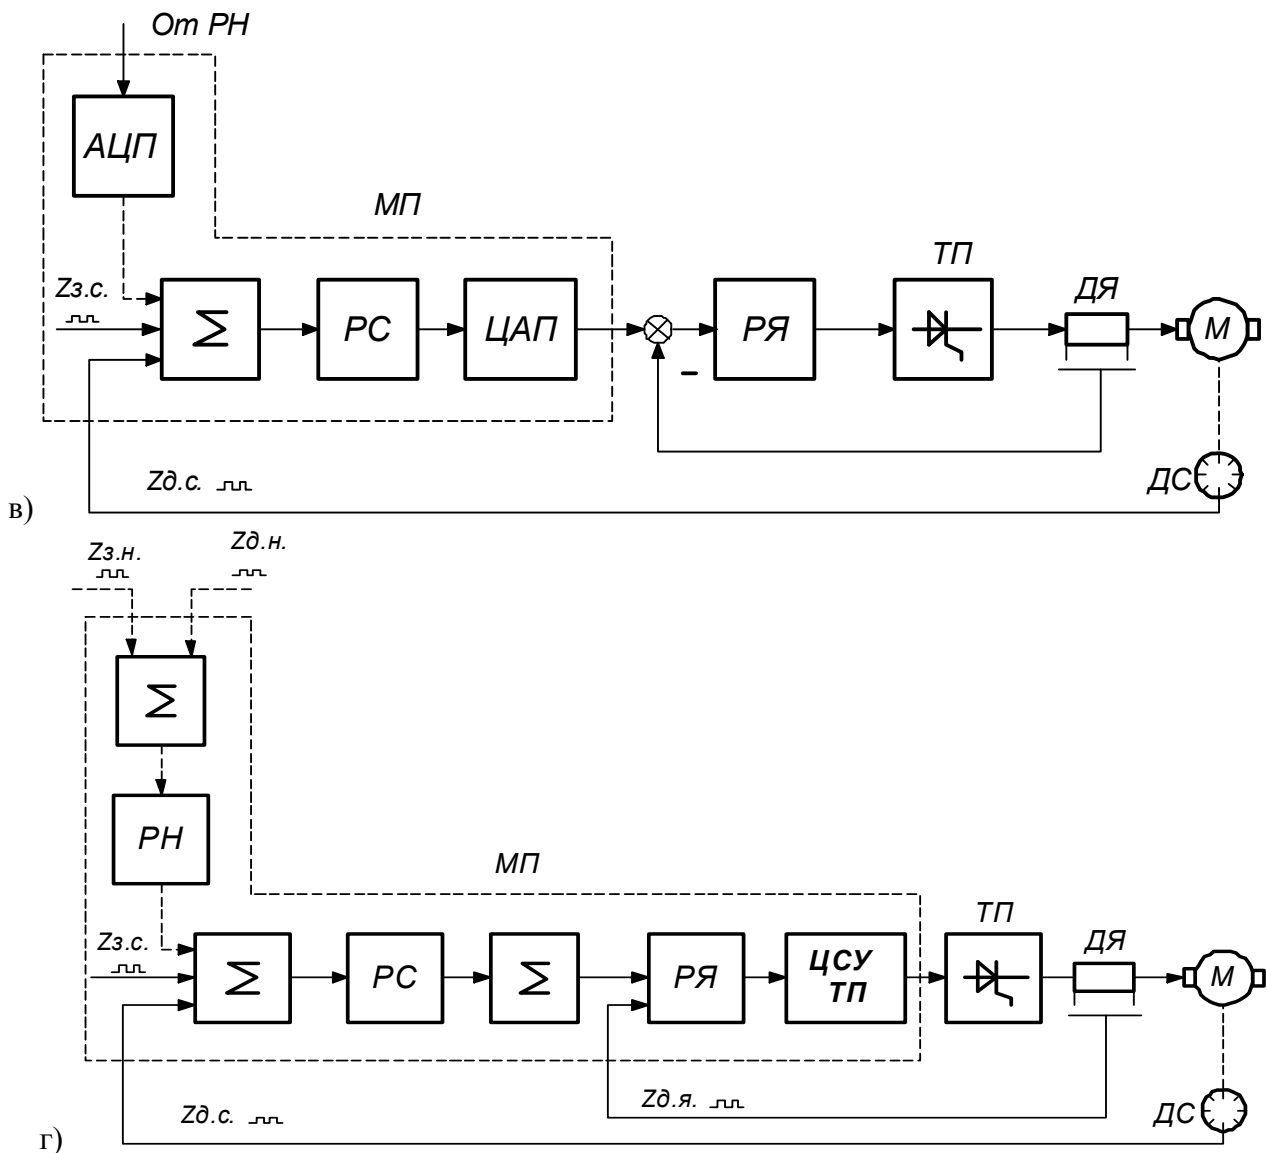 От РН
АЦП
МП
Zз.с.
Σ
РС
ЦАП
РЯ
ТП
ДЯ
М
–
Zд.с.
ДС
в)
Zз.н.
Zд.н.
Σ
РН
МП
Zз.с.
Σ
РС
Σ
РЯ
ЦСУ
ТП
ТП
ДЯ
М
Zд.с.
Zд.я.
ДС
г)